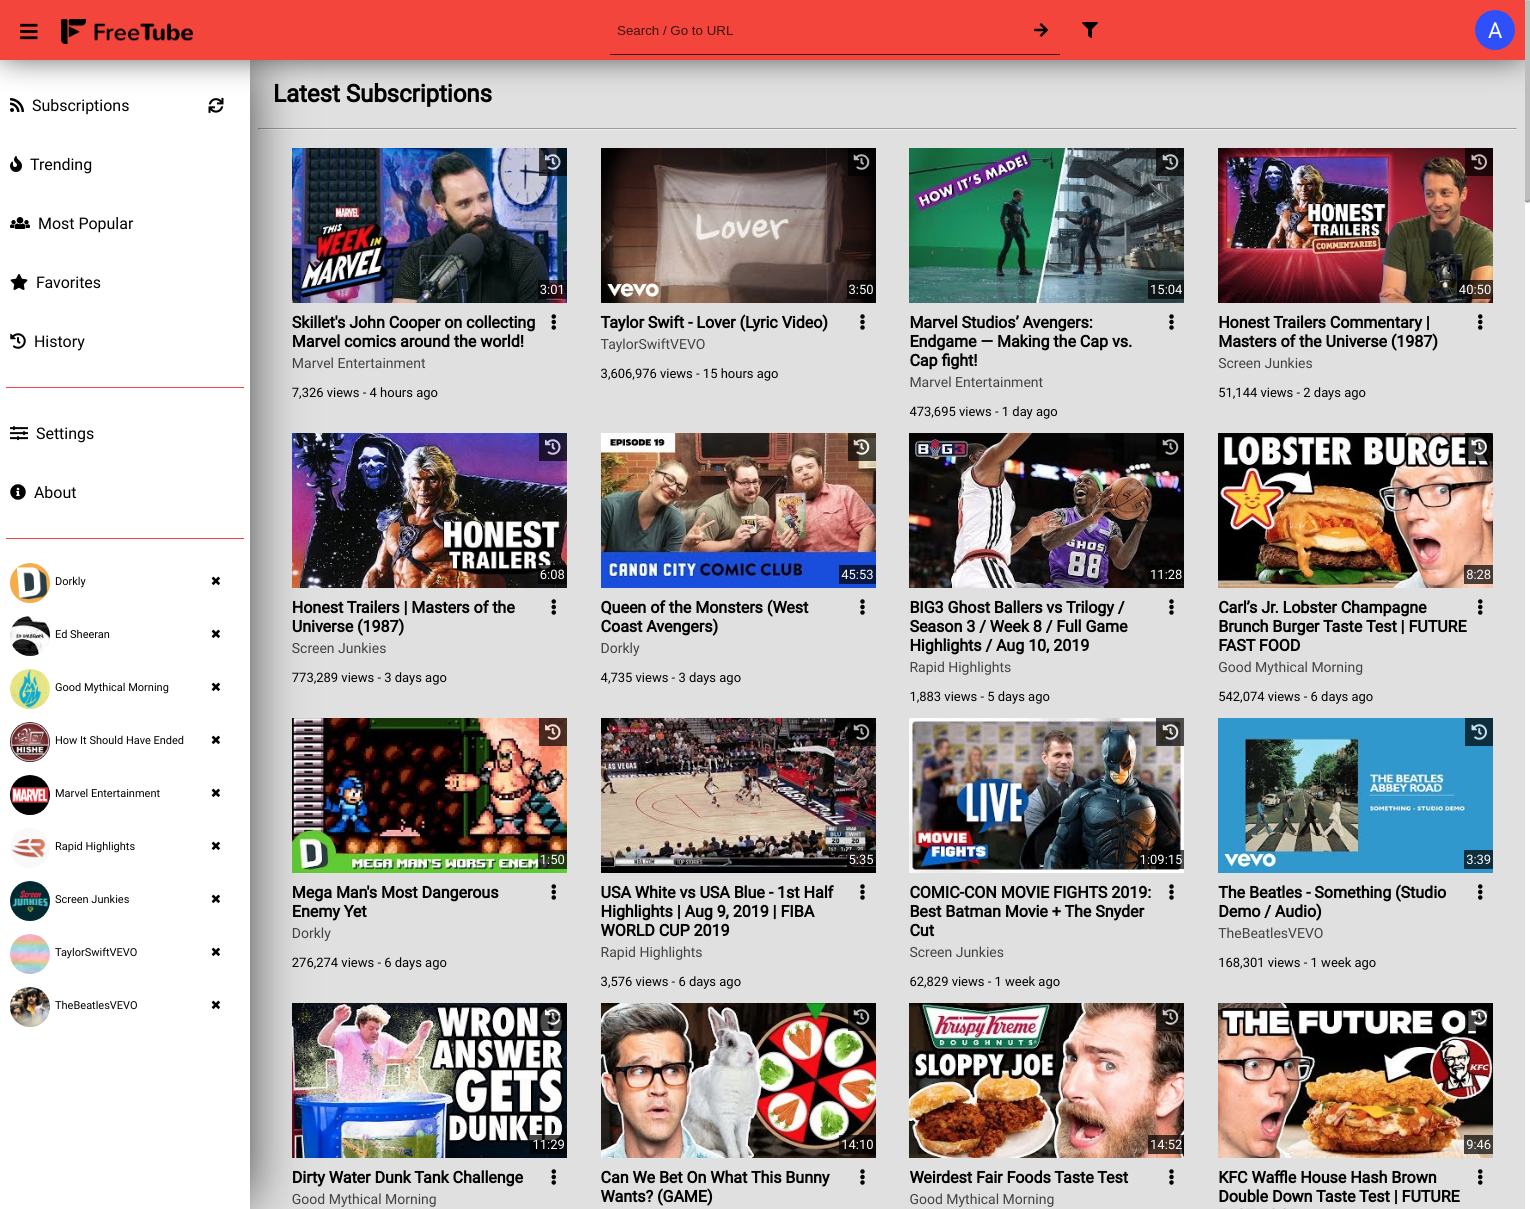 FreeTube
Search / Go to URL
A
Subscriptions
Trending
Most Popular
Favorites
History
Settings
About
Dorkly
Ed Sheeran
Good Mythical Morning
How It Should Have Ended
Marvel Entertainment
Rapid Highlights
Screen Junkies
TaylorSwiftVEVO
TheBeatlesVEVO
Latest Subscriptions
MARVEL
THIS
WEEK IN
MARVEL
3:01
Skillet's John Cooper on collecting
Marvel comics around the world!
Marvel Entertainment
7,326 views - 4 hours ago
Lover
vevo
3:50
Taylor Swift - Lover (Lyric Video)
TaylorSwiftVEVO
3,606,976 views - 15 hours ago
HOW IT'S MADE!
15:04
Marvel Studios’ Avengers:
Endgame — Making the Cap vs.
Cap fight!
Marvel Entertainment
473,695 views - 1 day ago
HONEST
TRAILERS
COMMENTARIES
40:50
Honest Trailers Commentary |
Masters of the Universe (1987)
Screen Junkies
51,144 views - 2 days ago
HONEST
TRAILERS
6:08
Honest Trailers | Masters of the
Universe (1987)
Screen Junkies
773,289 views - 3 days ago
EPISODE 19
CANON CITY COMIC CLUB
45:53
Queen of the Monsters (West
Coast Avengers)
Dorkly
4,735 views - 3 days ago
BIG3
GHOST
88
11:28
BIG3 Ghost Ballers vs Trilogy /
Season 3 / Week 8 / Full Game
Highlights / Aug 10, 2019
Rapid Highlights
1,883 views - 5 days ago
LOBSTER BURGER
8:28
Carl’s Jr. Lobster Champagne
Brunch Burger Taste Test | FUTURE
FAST FOOD
Good Mythical Morning
542,074 views - 6 days ago
D
MEGA MAN'S WORST ENEM
1:50
Mega Man's Most Dangerous
Enemy Yet
Dorkly
276,274 views - 6 days ago
LAS VEGAS
5:35
USA White vs USA Blue - 1st Half
Highlights | Aug 9, 2019 | FIBA
WORLD CUP 2019
Rapid Highlights
3,576 views - 6 days ago
LIVE
MOVIE
FIGHTS
1:09:15
COMIC-CON MOVIE FIGHTS 2019:
Best Batman Movie + The Snyder
Cut
Screen Junkies
62,829 views - 1 week ago
THE BEATLES
ABBEY ROAD
SOMETHING - STUDIO DEMO
vevo
3:39
The Beatles - Something (Studio
Demo / Audio)
TheBeatlesVEVO
168,301 views - 1 week ago
WRONG
ANSWER
GETS
DUNKED
11:29
Dirty Water Dunk Tank Challenge
Good Mythical Morning
14:10
Can We Bet On What This Bunny
Wants? (GAME)
Krispy Kreme
DOUGHNUTS
SLOPPY JOE
14:52
Weirdest Fair Foods Taste Test
Good Mythical Morning
THE FUTURE O
KFC
9:46
KFC Waffle House Hash Brown
Double Down Taste Test | FUTURE